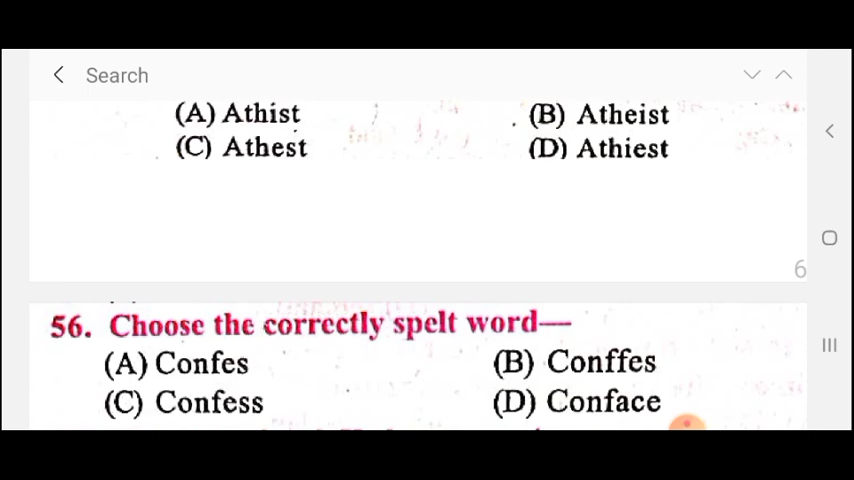 Search
(A) Athist (B) Atheist
(C) Athest (D) Athiest
6
56. Choose the correctly spelt word—
(A) Confes (B) Conffes
(C) Confess (D) Conface